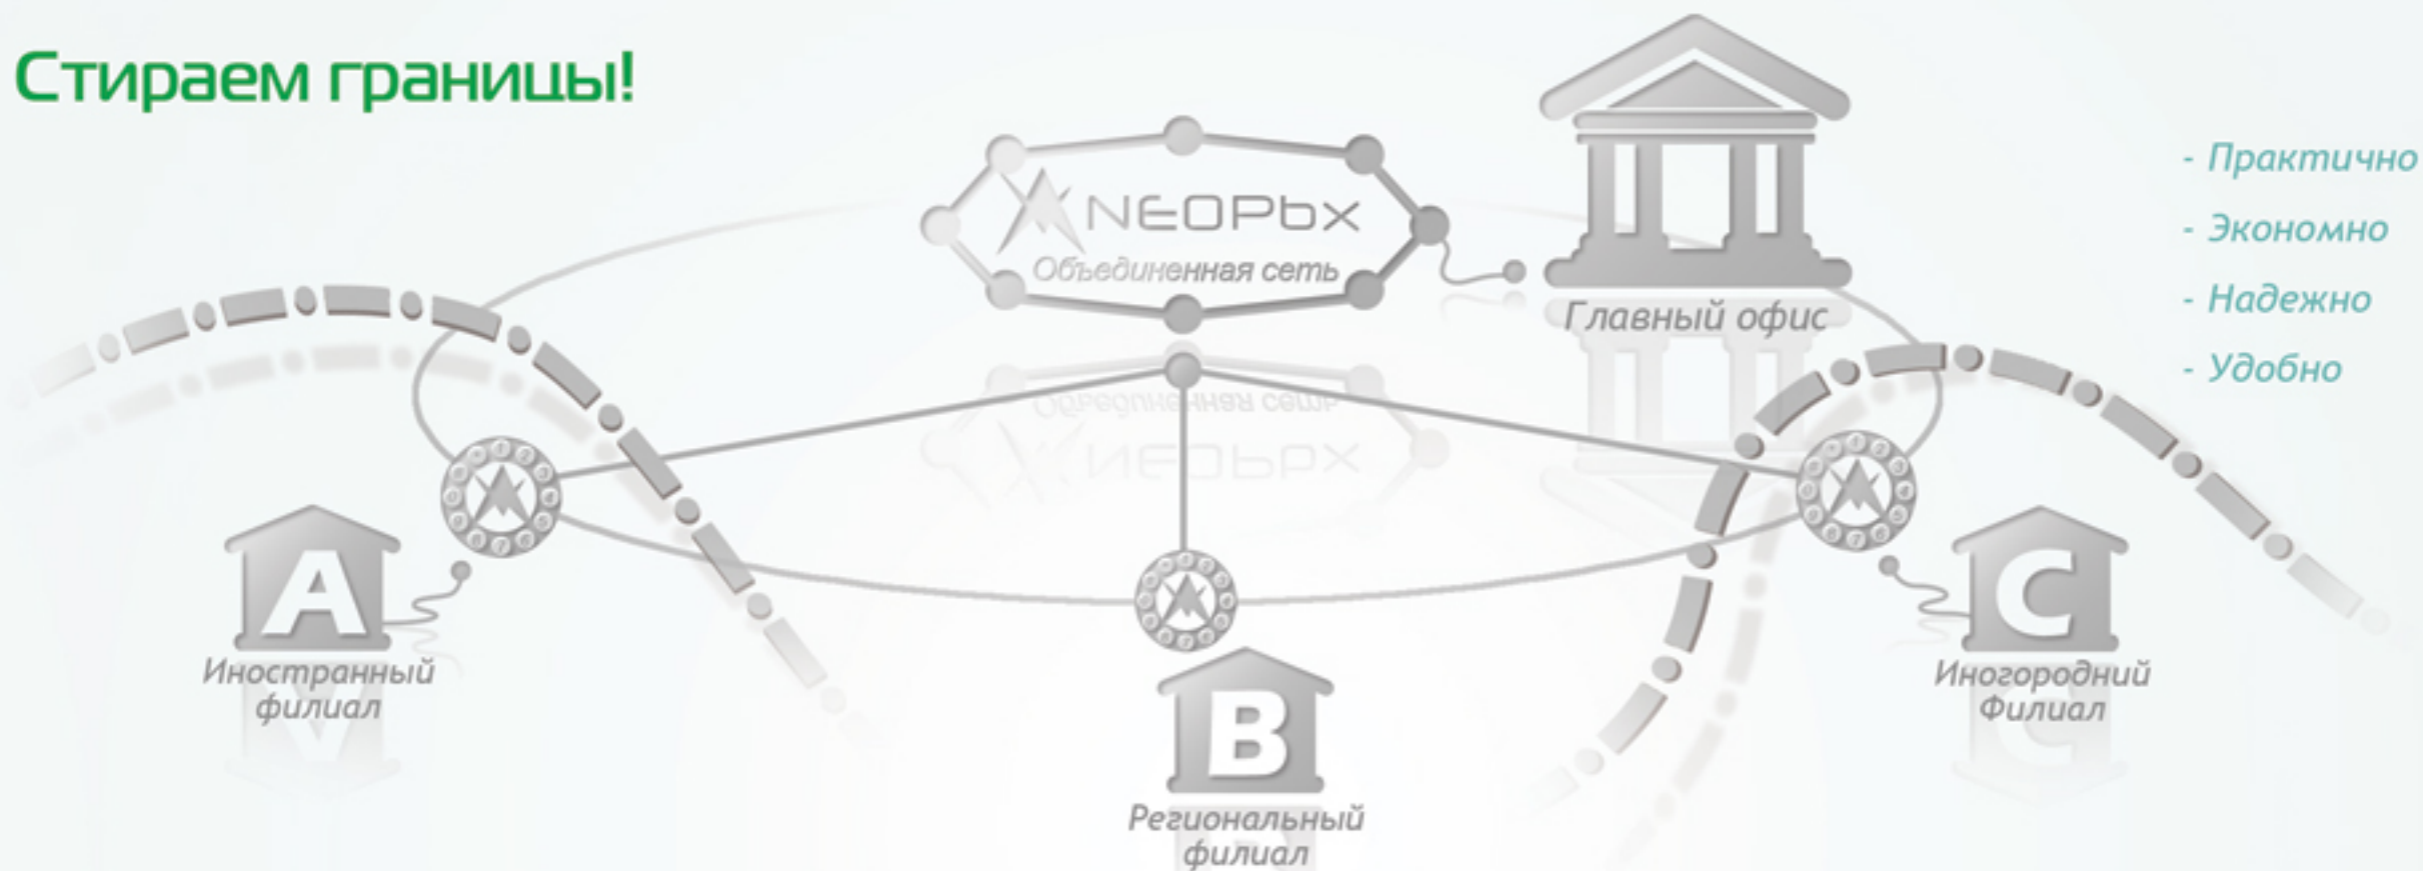 Стираем границы!
NEOPbX
Объединенная сеть
Главный офис
- Практично
- Экономно
- Надежно
- Удобно
A
Иностранный
филиал
B
Региональный
филиал
C
Иногородний
Филиал